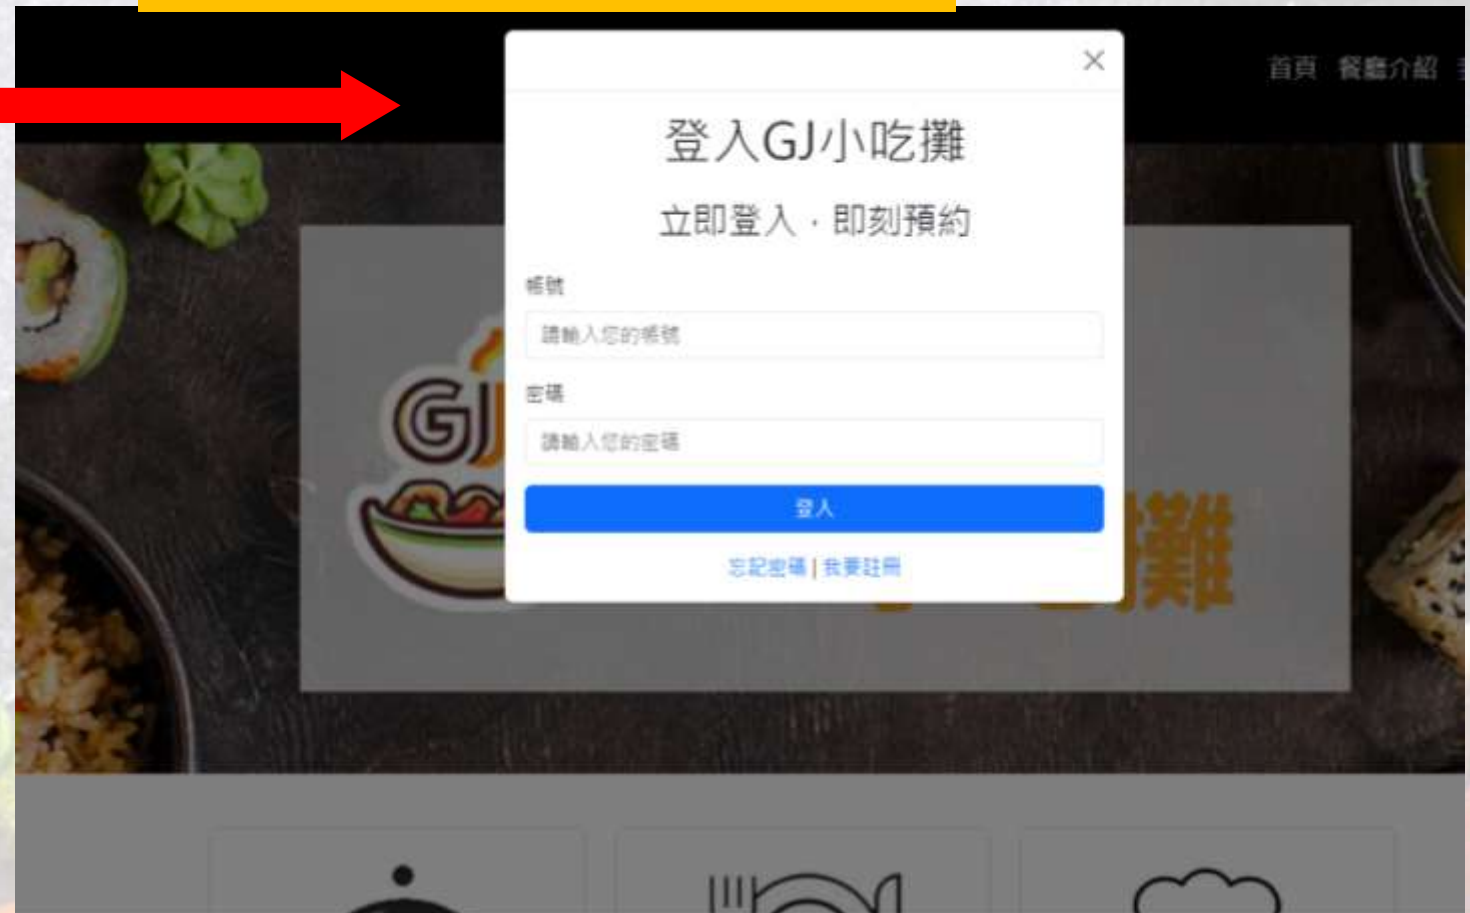 首頁 餐廳介紹
登入GJ小吃攤
立即登入，即刻預約
帳號
請輸入您的帳號
密碼
請輸入您的密碼
登入
忘記密碼 | 我要註冊
GJ
攤